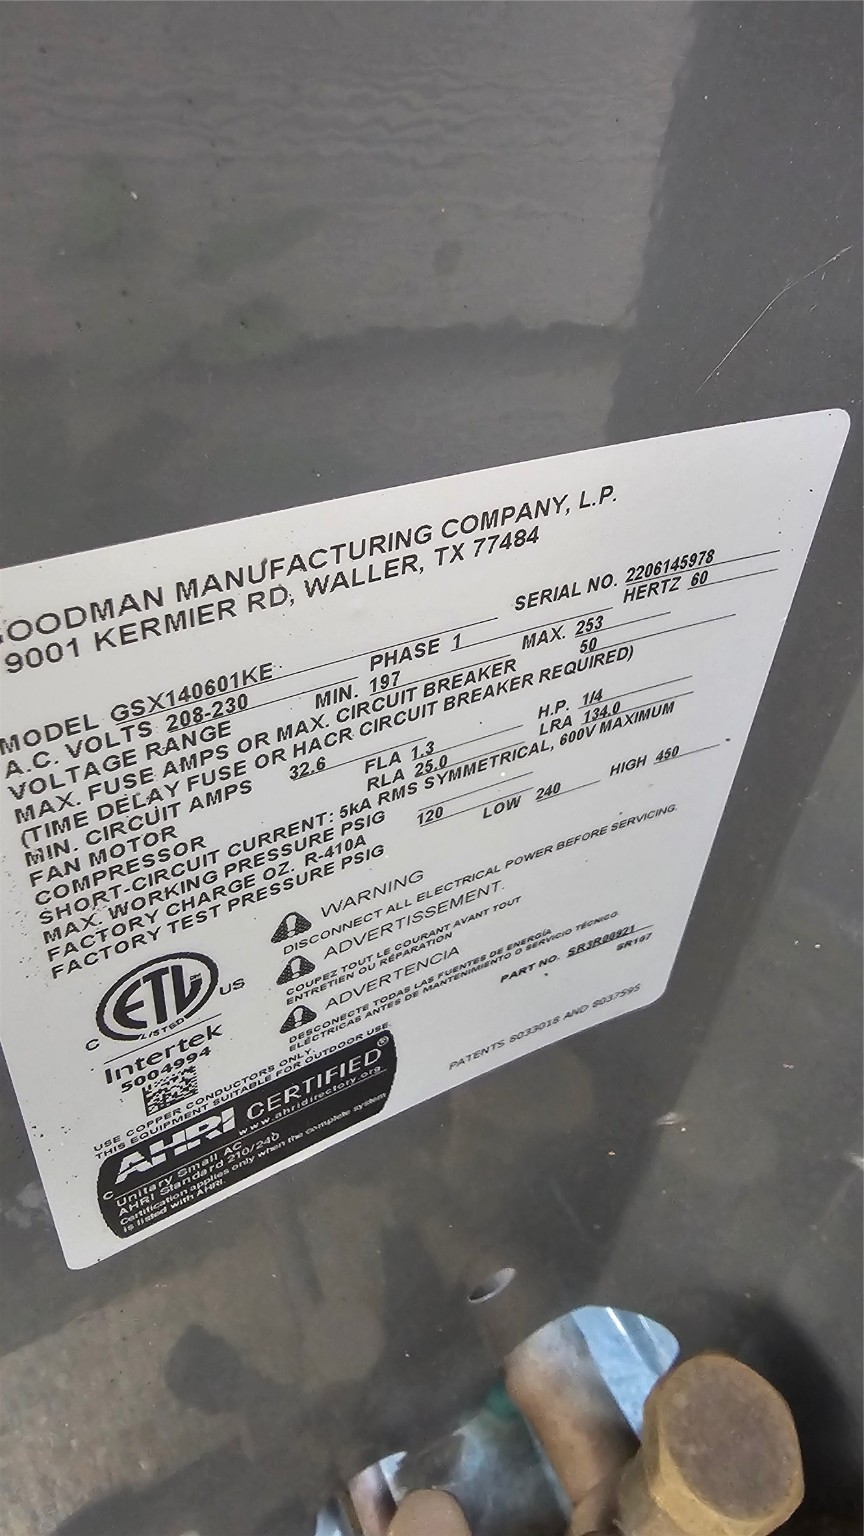 GOODMAN MANUFACTURING COMPANY, L.P.
19001 KERMIER RD, WALLER, TX 77484
MODEL GSX140601KE SERIAL NO. 2206145978
A.C. VOLTS 208-230 PHASE 1 HERTZ 60
VOLTAGE RANGE MIN. 197 MAX. 253
MAX. FUSE AMPS OR MAX. CIRCUIT BREAKER 50
(TIME DELAY FUSE OR HACR CIRCUIT BREAKER REQUIRED)
MIN. CIRCUIT AMPS 32.6
FAN MOTOR FLA 1.3 H.P. 1/4
COMPRESSOR RLA 25.0 LRA 134.0
SHORT-CIRCUIT CURRENT: 5kA RMS SYMMETRICAL, 600V MAXIMUM
MAX. WORKING PRESSURE PSIG
FACTORY CHARGE OZ. R-410A 120
FACTORY TEST PRESSURE PSIG LOW 240 HIGH 450
WARNING
DISCONNECT ALL ELECTRICAL POWER BEFORE SERVICING.
ADVERTISSEMENT.
COUPEZ TOUT LE COURANT AVANT TOUT
ENTRETIEN OU RÉPARATION
ADVERTENCIA
DESCONECTE TODAS LAS FUENTES DE ENERGÍA
ELÉCTRICAS ANTES DE MANTENIMIENTO O SERVICIO TÉCNICO.
C ETL US
LISTED
Intertek
5004994
PART NO. SR3R00921
SR107
PATENTS 8033018 AND 8037595
USE COPPER CONDUCTORS ONLY.
THIS EQUIPMENT SUITABLE FOR OUTDOOR USE.
C AHRI CERTIFIED®
www.ahridirectory.org
Unitary Small AC
AHRI Standard 210/240
Certification applies only when the complete system
is listed with AHRI.